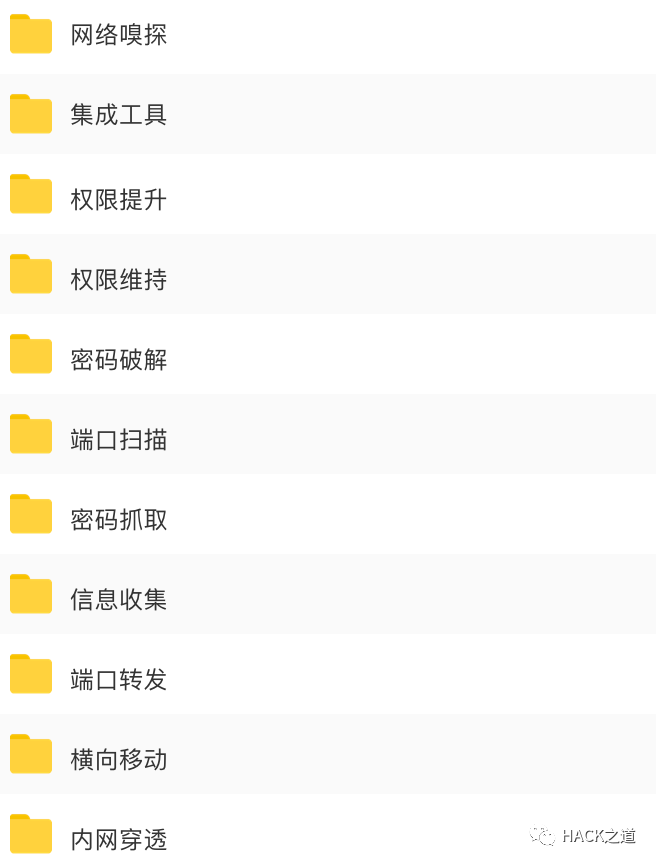 网络嗅探
集成工具
权限提升
权限维持
密码破解
端口扫描
密码抓取
信息收集
端口转发
横向移动
内网穿透
HACK之道